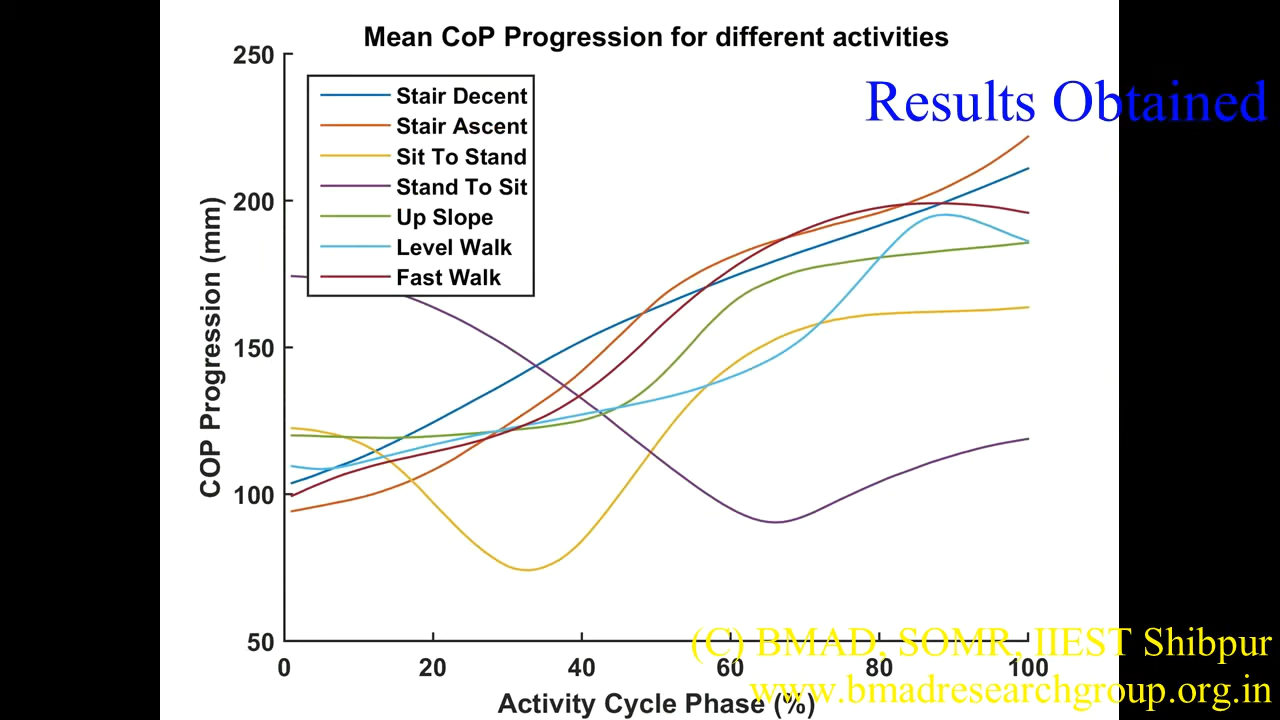 Mean CoP Progression for different activities
Results Obtained
250
200
150
100
50
COP Progression (mm)
Stair Decent
Stair Ascent
Sit To Stand
Stand To Sit
Up Slope
Level Walk
Fast Walk
0 20 40 60 80 100
Activity Cycle Phase (%)
(C) BMAD, SOMR, IIEST Shibpur
www.bmadresearchgroup.org.in